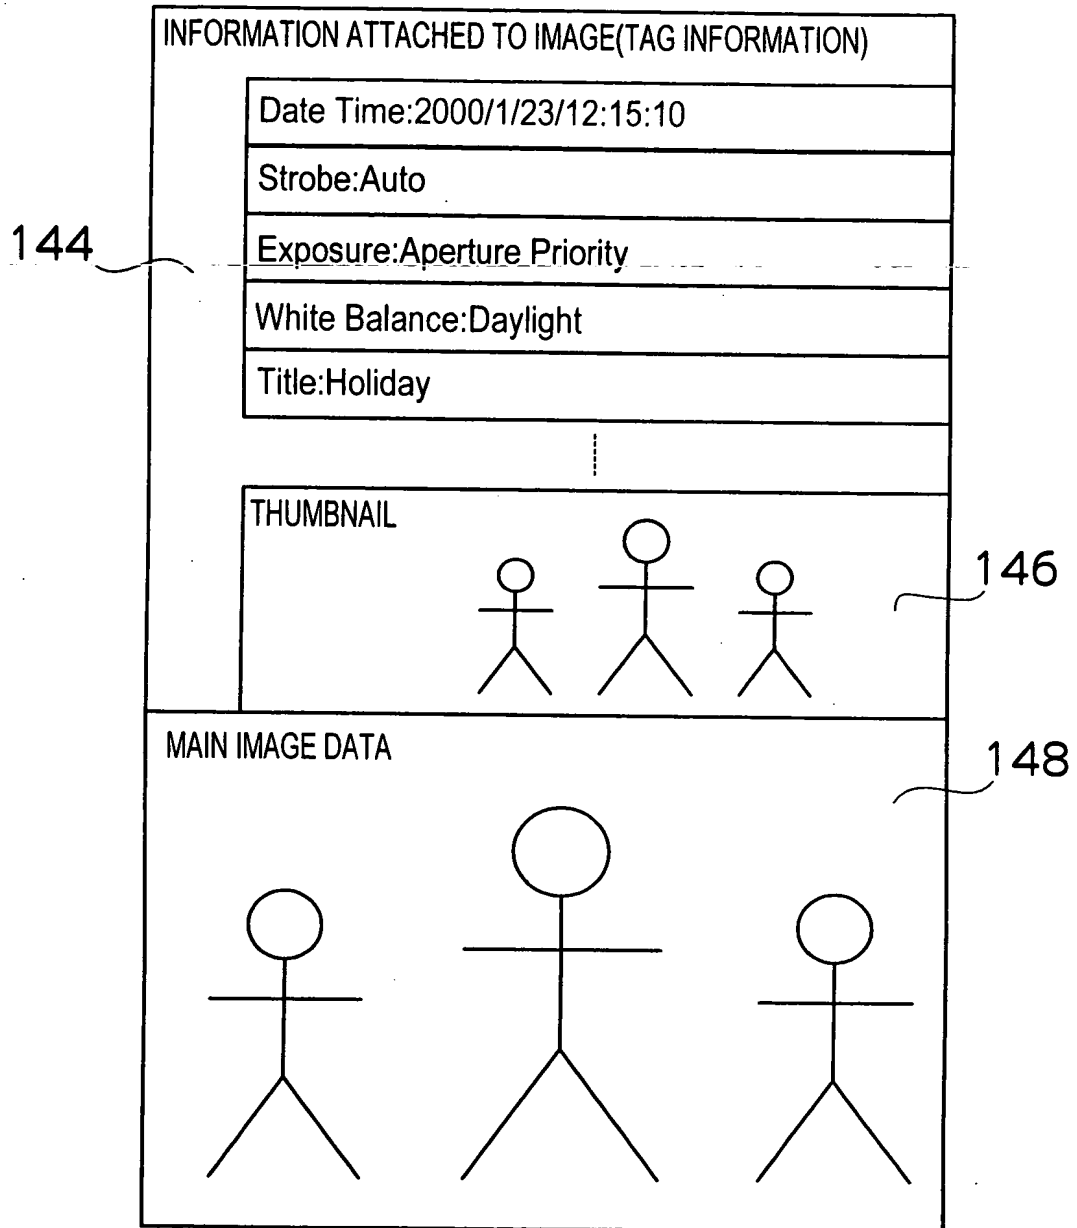 INFORMATION ATTACHED TO IMAGE(TAG INFORMATION)
Date Time:2000/1/23/12:15:10
Strobe:Auto
144
Exposure:Aperture Priority
White Balance:Daylight
Title:Holiday
THUMBNAIL
146
MAIN IMAGE DATA
148